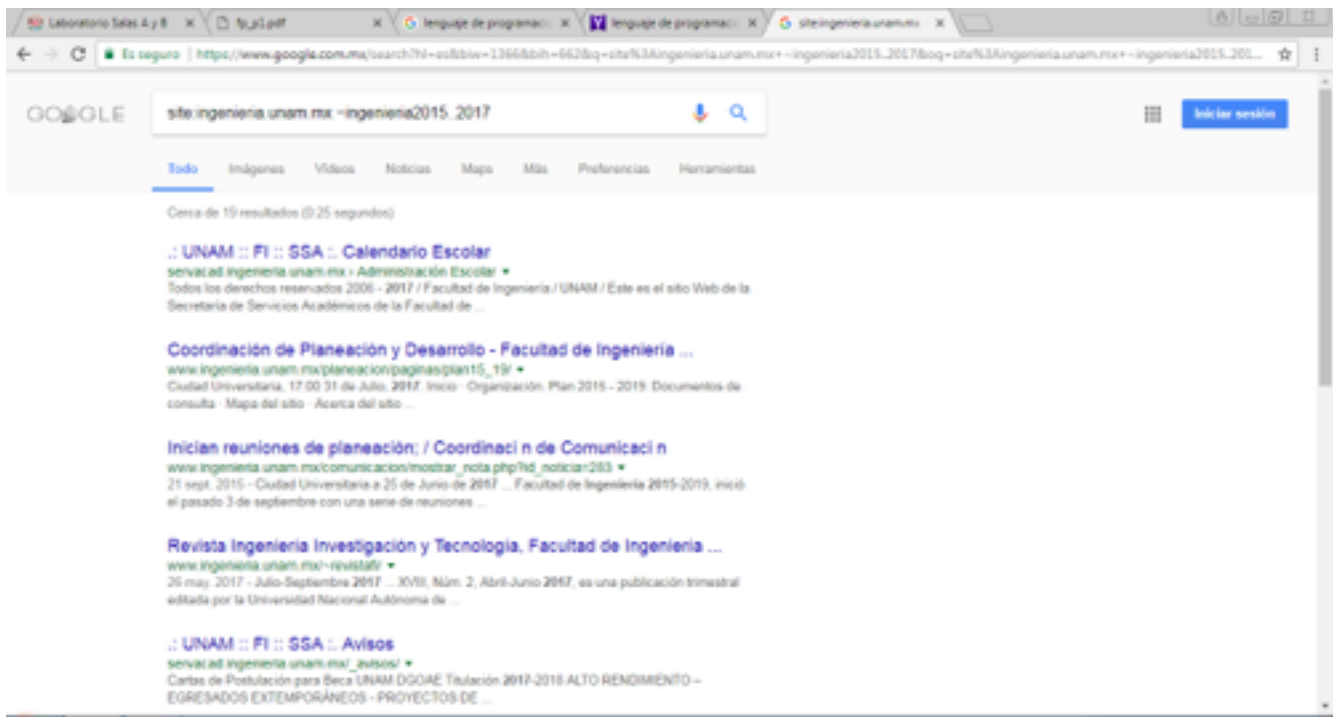 Laboratorio Salas A y B
fp_p1.pdf
lenguaje de programaci
lenguaje de programaci
site:ingenieria.unam.mx
Es seguro | https://www.google.com.mx/search?hl=es&biw=1366&bih=662&q=site%3Aingenieria.unam.mx+~ingenieria2015..2017&oq=site%3Aingenieria.unam.mx+~ingenieria2015..201...
GOOGLE
site:ingenieria.unam.mx ~ingenieria2015..2017
Iniciar sesión
Todo Imágenes Vídeos Noticias Maps Más Preferencias Herramientas
Cerca de 19 resultados (0.25 segundos)
.: UNAM :: FI :: SSA :. Calendario Escolar
servacad.ingenieria.unam.mx › Administración Escolar
Todos los derechos reservados 2006 - 2017 / Facultad de Ingeniería / UNAM / Este es el sitio Web de la
Secretaría de Servicios Académicos de la Facultad de ...
Coordinación de Planeación y Desarrollo - Facultad de Ingeniería ...
www.ingenieria.unam.mx/planeacion/paginas/plan15_19/
Ciudad Universitaria, 17:00 31 de Julio, 2017. Inicio · Organización. Plan 2015 - 2019· Documentos de
consulta · Mapa del sitio · Acerca del sitio ...
Inician reuniones de planeación; / Coordinaci n de Comunicaci n
www.ingenieria.unam.mx/comunicacion/mostrar_nota.php?id_noticia=283
21 sept. 2015 - Ciudad Universitaria a 25 de Junio de 2017 ... Facultad de Ingeniería 2015-2019, inició
el pasado 3 de septiembre con una serie de reuniones ...
Revista Ingeniería Investigación y Tecnología, Facultad de Ingeniería ...
www.ingenieria.unam.mx/~revistafi/
26 may. 2017 - Julio-Septiembre 2017 ... XVIII, Núm. 2, Abril-Junio 2017, es una publicación trimestral
editada por la Universidad Nacional Autónoma de ...
.: UNAM :: FI :: SSA :. Avisos
servacad.ingenieria.unam.mx/_avisos/
Cartas de Postulación para Beca UNAM DGOAE Titulación 2017-2018 ALTO RENDIMIENTO –
EGRESADOS EXTEMPORÁNEOS - PROYECTOS DE ...